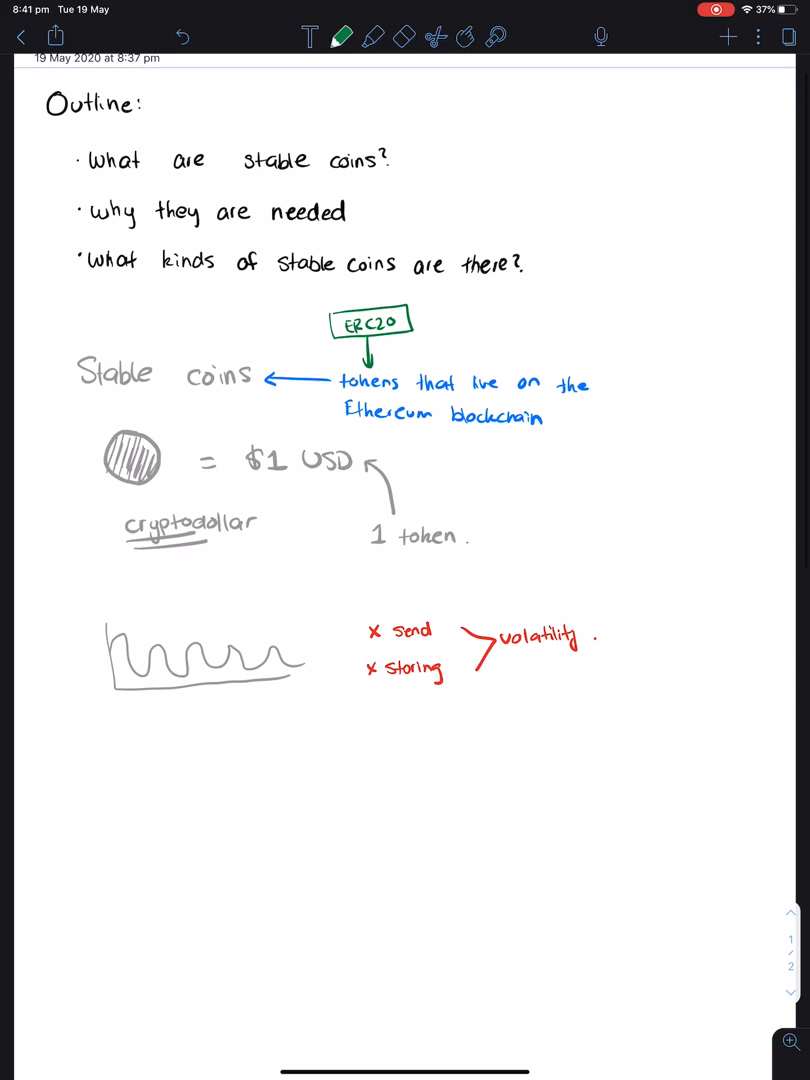 8:41 pm Tue 19 May
37%
19 May 2020 at 8:37 pm
Outline:
· What are stable coins?
· why they are needed
· What kinds of stable coins are there?
ERC20
Stable coins
tokens that live on the
Ethereum blockchain
= $1 USD
cryptodollar
1 token.
x send
volatility.
x storing
1
/
2